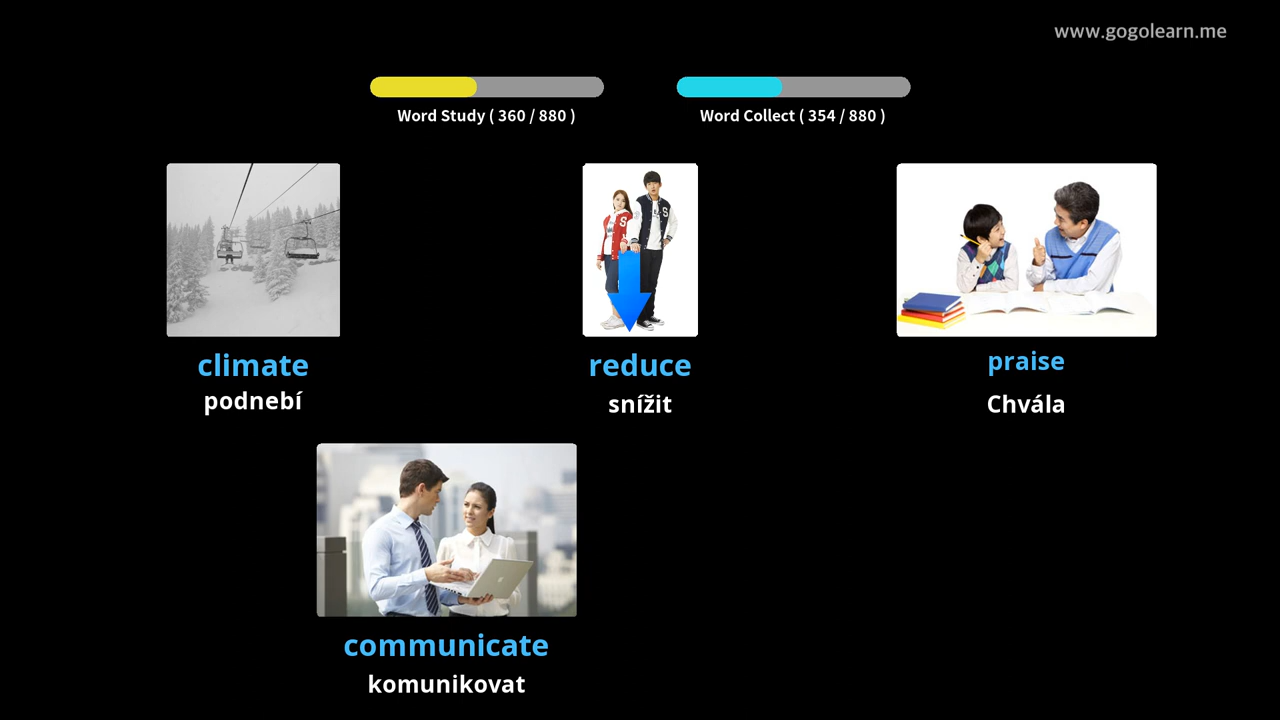 www.gogolearn.me
Word Study ( 360 / 880 )
Word Collect ( 354 / 880 )
S
S
climate
reduce
praise
podnebí
snížit
Chvála
communicate
komunikovat